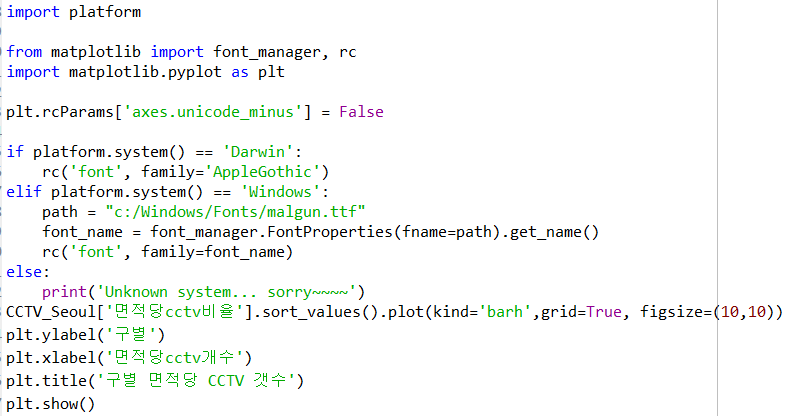 import platform
from matplotlib import font_manager, rc
import matplotlib.pyplot as plt
plt.rcParams['axes.unicode_minus'] = False
if platform.system() == 'Darwin':
    rc('font', family='AppleGothic')
elif platform.system() == 'Windows':
    path = "c:/Windows/Fonts/malgun.ttf"
    font_name = font_manager.FontProperties(fname=path).get_name()
    rc('font', family=font_name)
else:
    print('Unknown system... sorry~~~~')
CCTV_Seoul['면적당cctv비율'].sort_values().plot(kind='barh',grid=True, figsize=(10,10))
plt.ylabel('구별')
plt.xlabel('면적당cctv개수')
plt.title('구별 면적당 CCTV 갯수')
plt.show()